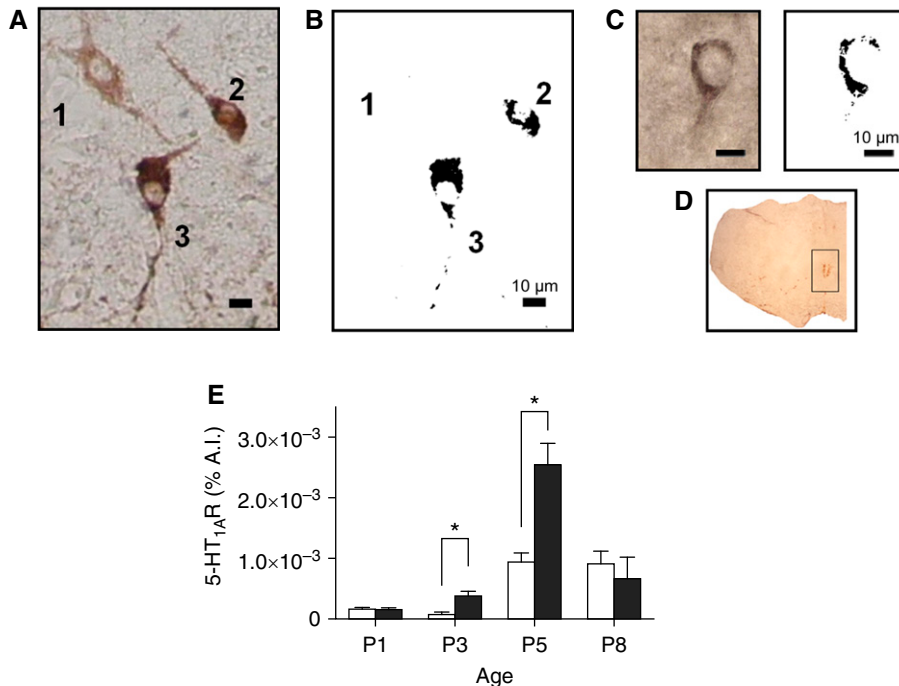 A
1
2
3
B
1
2
3
10 µm
C
10 µm
D
E
5-HT1AR (% A.I.)
3.0×10−3
2.0×10−3
1.0×10−3
0
*
*
P1
P3
P5
P8
Age